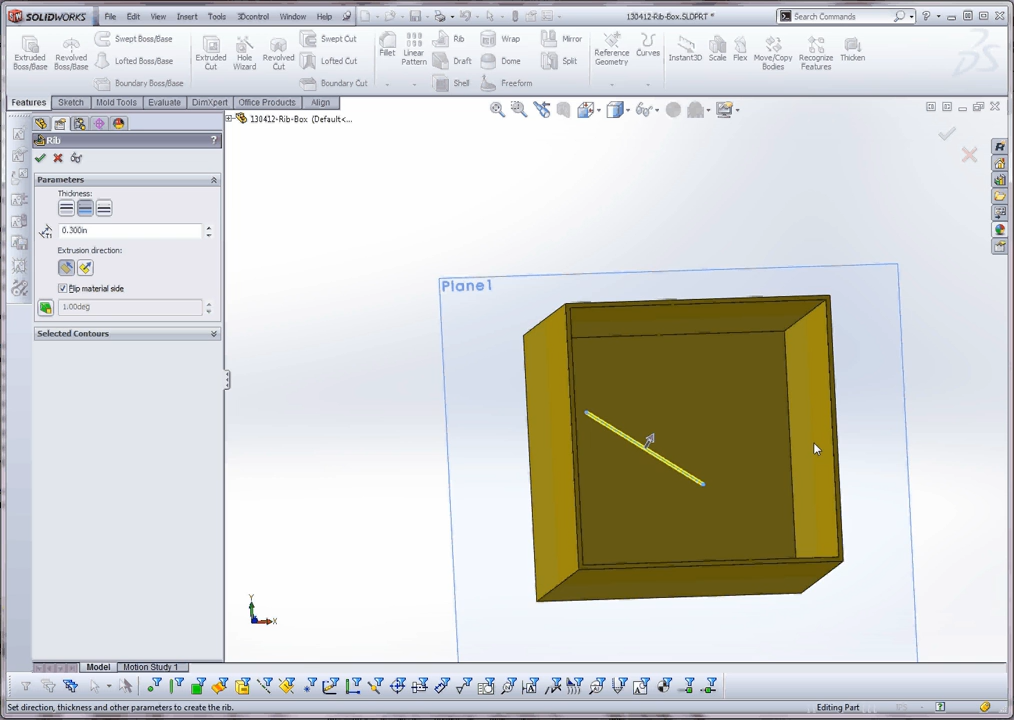 SOLIDWORKS File Edit View Insert Tools 3Dcontrol Window Help 130412-Rib-Box.SLDPRT * Search Commands
Extruded Boss/Base
Revolved Boss/Base
Swept Boss/Base
Lofted Boss/Base
Boundary Boss/Base
Extruded Cut
Hole Wizard
Revolved Cut
Swept Cut
Lofted Cut
Boundary Cut
Fillet
Linear Pattern
Rib
Draft
Shell
Wrap
Dome
Freeform
Mirror
Split
Reference Geometry
Curves
Instant3D
Scale
Flex
Move/Copy Bodies
Recognize Features
Thicken
Features Sketch Mold Tools Evaluate DimXpert Office Products Align
130412-Rib-Box (Default<...
Rib ?
Parameters
Thickness:
T1 0.300in
Extrusion direction:
Flip material side
1.00deg
Selected Contours
Plane1
Y
X
Model Motion Study 1
Set direction, thickness and other parameters to create the rib. Editing Part